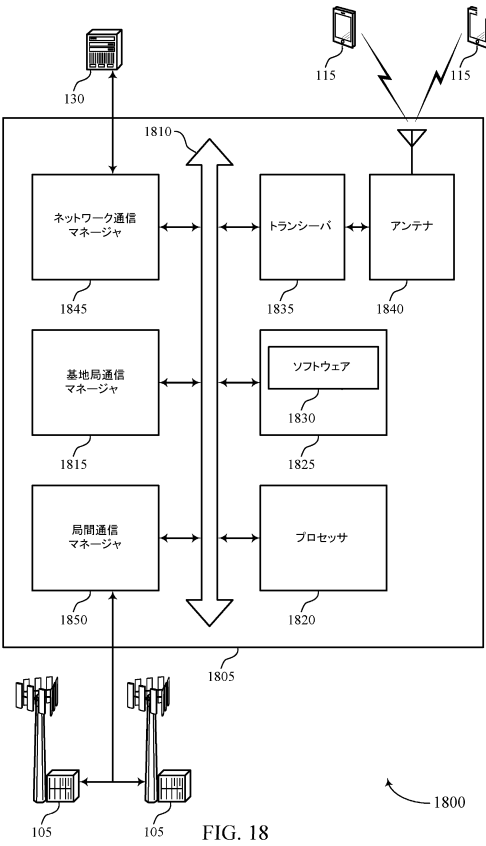 130
115
115
1810
ネットワーク通信
マネージャ
1845
トランシーバ
1835
アンテナ
1840
基地局通信
マネージャ
1815
ソフトウェア
1830
1825
局間通信
マネージャ
1850
プロセッサ
1820
1805
105
105
1800
FIG. 18